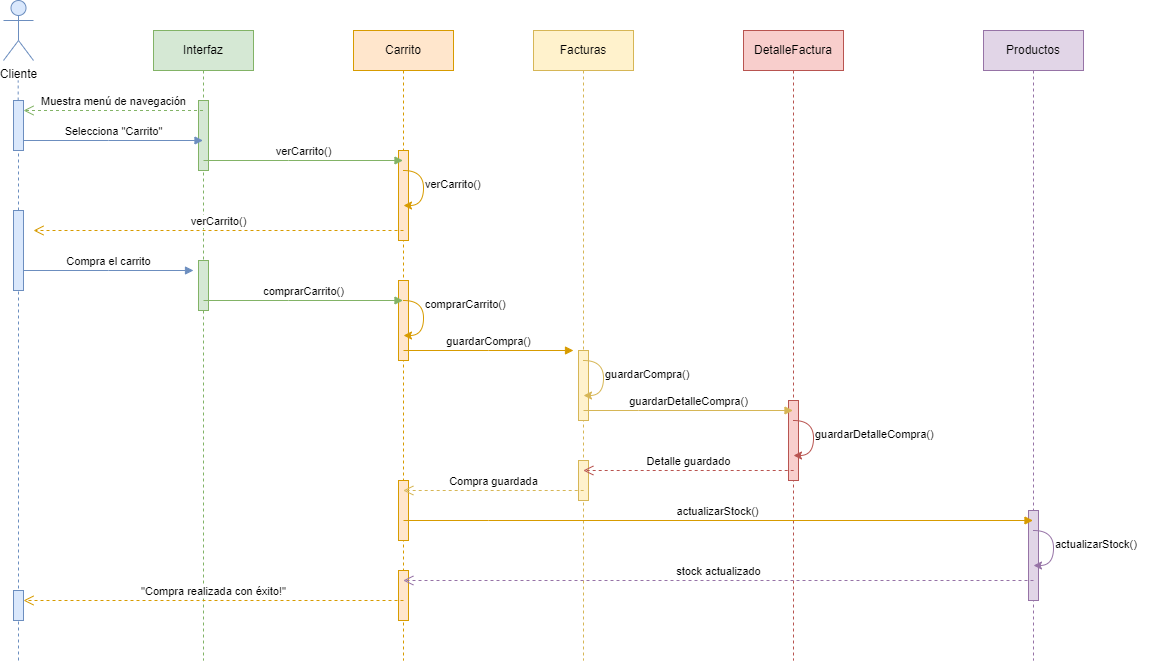 Cliente
Interfaz
Carrito
Facturas
DetalleFactura
Productos
Muestra menú de navegación
Selecciona "Carrito"
verCarrito()
verCarrito()
verCarrito()
Compra el carrito
comprarCarrito()
comprarCarrito()
guardarCompra()
guardarCompra()
guardarDetalleCompra()
guardarDetalleCompra()
Detalle guardado
Compra guardada
actualizarStock()
actualizarStock()
stock actualizado
"Compra realizada con éxito!"